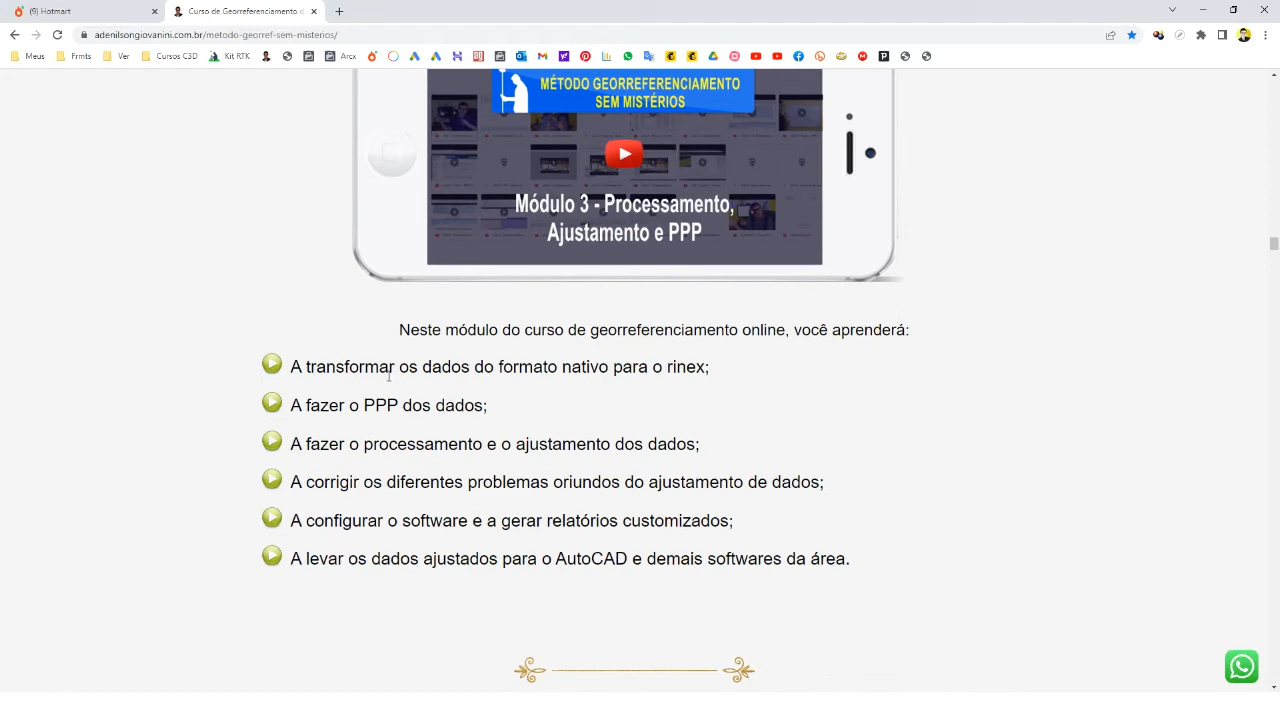 (9) Hotmart
Curso de Georreferenciamento d
adenilsongiovanini.com.br/metodo-georref-sem-misterios/
Meus
Frmts
Ver
Cursos C3D
Kit RTK
Arcx
MÉTODO GEORREFERENCIAMENTO
SEM MISTÉRIOS
Módulo 3 - Processamento,
Ajustamento e PPP
Neste módulo do curso de georreferenciamento online, você aprenderá:
A transformar os dados do formato nativo para o rinex;
A fazer o PPP dos dados;
A fazer o processamento e o ajustamento dos dados;
A corrigir os diferentes problemas oriundos do ajustamento de dados;
A configurar o software e a gerar relatórios customizados;
A levar os dados ajustados para o AutoCAD e demais softwares da área.